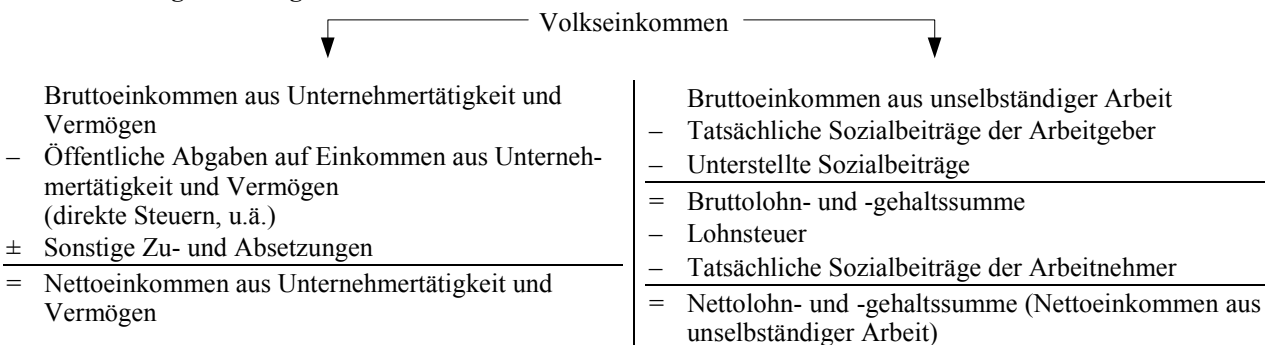 Volkseinkommen
Bruttoeinkommen aus Unternehmertätigkeit und
Vermögen
– Öffentliche Abgaben auf Einkommen aus Unterneh-
mertätigkeit und Vermögen
(direkte Steuern, u.ä.)
± Sonstige Zu- und Absetzungen
= Nettoeinkommen aus Unternehmertätigkeit und
Vermögen
Bruttoeinkommen aus unselbständiger Arbeit
– Tatsächliche Sozialbeiträge der Arbeitgeber
– Unterstellte Sozialbeiträge
= Bruttolohn- und -gehaltssumme
– Lohnsteuer
– Tatsächliche Sozialbeiträge der Arbeitnehmer
= Nettolohn- und -gehaltssumme (Nettoeinkommen aus
unselbständiger Arbeit)